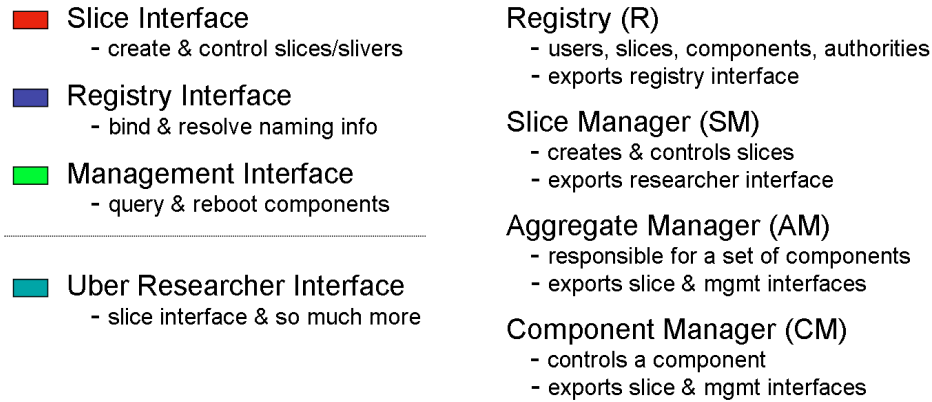 Slice Interface
- create & control slices/slivers
Registry Interface
- bind & resolve naming info
Management Interface
- query & reboot components
Uber Researcher Interface
- slice interface & so much more
Registry (R)
- users, slices, components, authorities
- exports registry interface
Slice Manager (SM)
- creates & controls slices
- exports researcher interface
Aggregate Manager (AM)
- responsible for a set of components
- exports slice & mgmt interfaces
Component Manager (CM)
- controls a component
- exports slice & mgmt interfaces